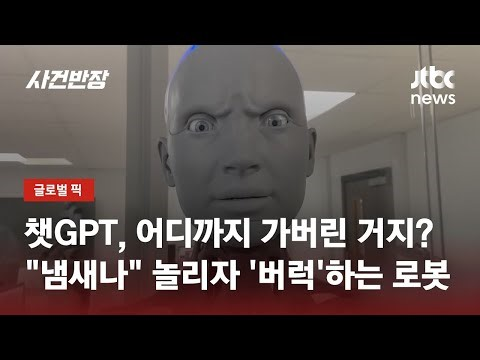 사건반장
jtbc
news
글로벌 픽
챗GPT, 어디까지 가버린 거지?
"냄새나" 놀리자 '버럭'하는 로봇